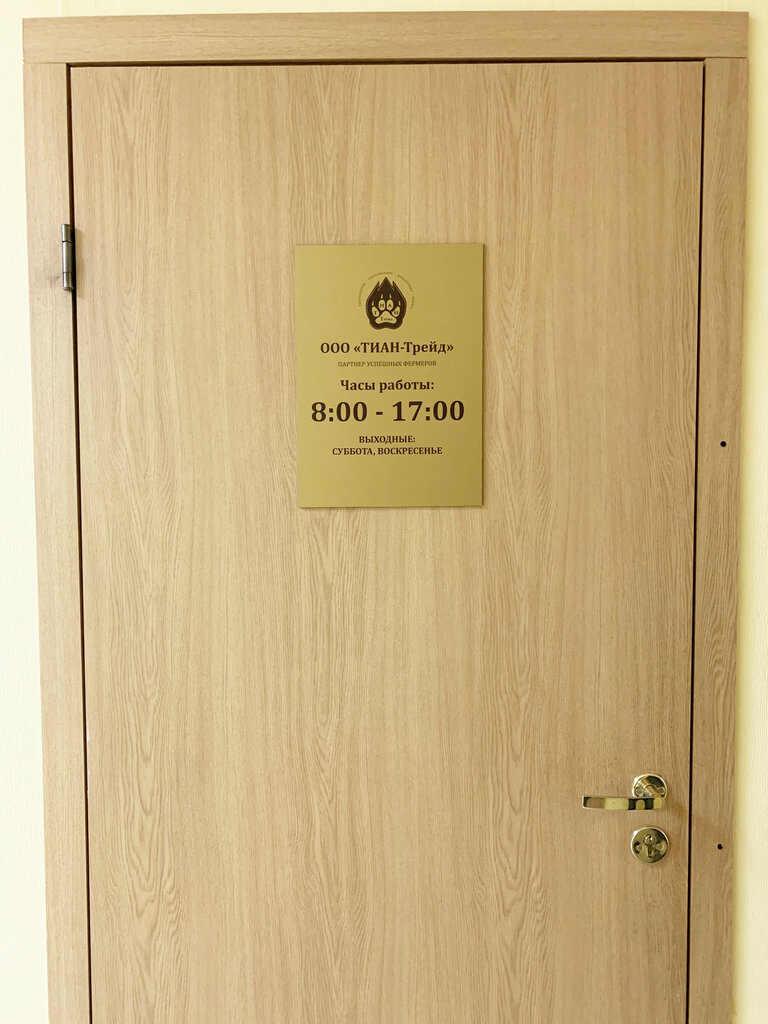 ООО «ТИАН-Трейд»
ПАРТНЕР УСПЕШНЫХ ФЕРМЕРОВ
Часы работы:
8:00 - 17:00
ВЫХОДНЫЕ:
СУББОТА, ВОСКРЕСЕНЬЕ